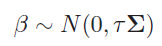 β ∼ N(0, τΣ)